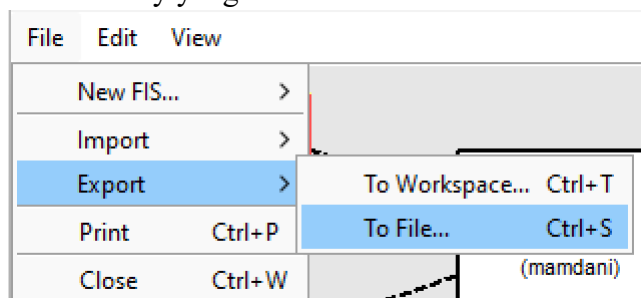 File Edit View
New FIS... >
Import >
Export >
To Workspace... Ctrl+T
Print Ctrl+P
To File... Ctrl+S
Close Ctrl+W
(mamdani)